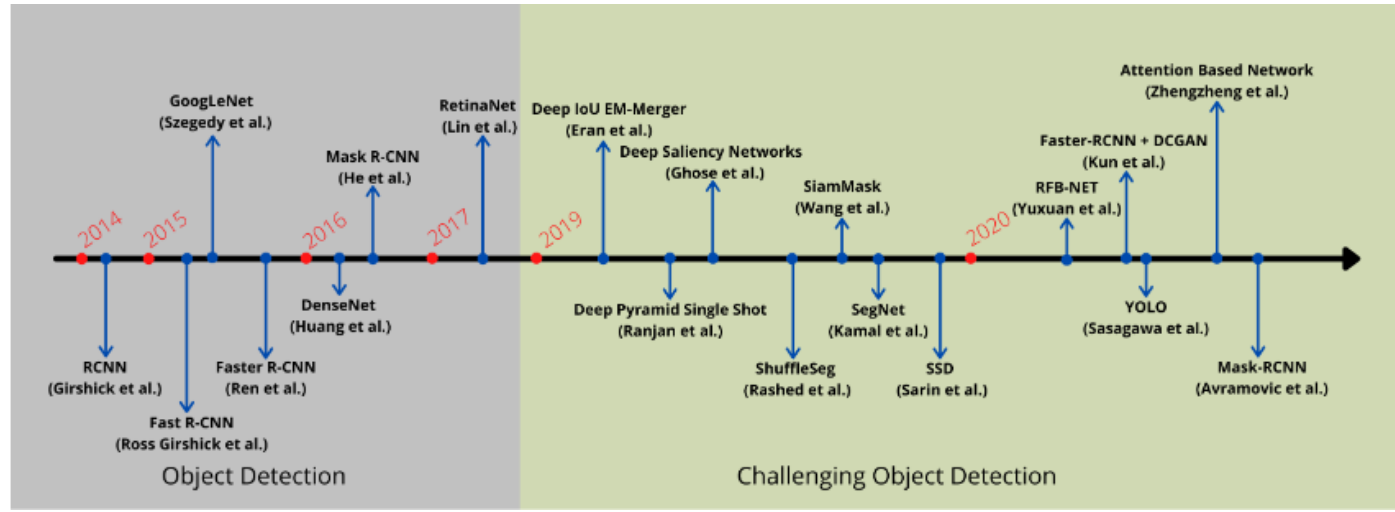 GoogLeNet
(Szegedy et al.)
Mask R-CNN
(He et al.)
RetinaNet
(Lin et al.)
2014
2015
2016
2017
RCNN
(Girshick et al.)
Fast R-CNN
(Ross Girshick et al.)
Faster R-CNN
(Ren et al.)
DenseNet
(Huang et al.)
Object Detection
Deep IoU EM-Merger
(Eran et al.)
Deep Saliency Networks
(Ghose et al.)
SiamMask
(Wang et al.)
RFB-NET
(Yuxuan et al.)
Faster-RCNN + DCGAN
(Kun et al.)
Attention Based Network
(Zhengzheng et al.)
2019
2020
Deep Pyramid Single Shot
(Ranjan et al.)
ShuffleSeg
(Rashed et al.)
SegNet
(Kamal et al.)
SSD
(Sarin et al.)
YOLO
(Sasagawa et al.)
Mask-RCNN
(Avramovic et al.)
Challenging Object Detection